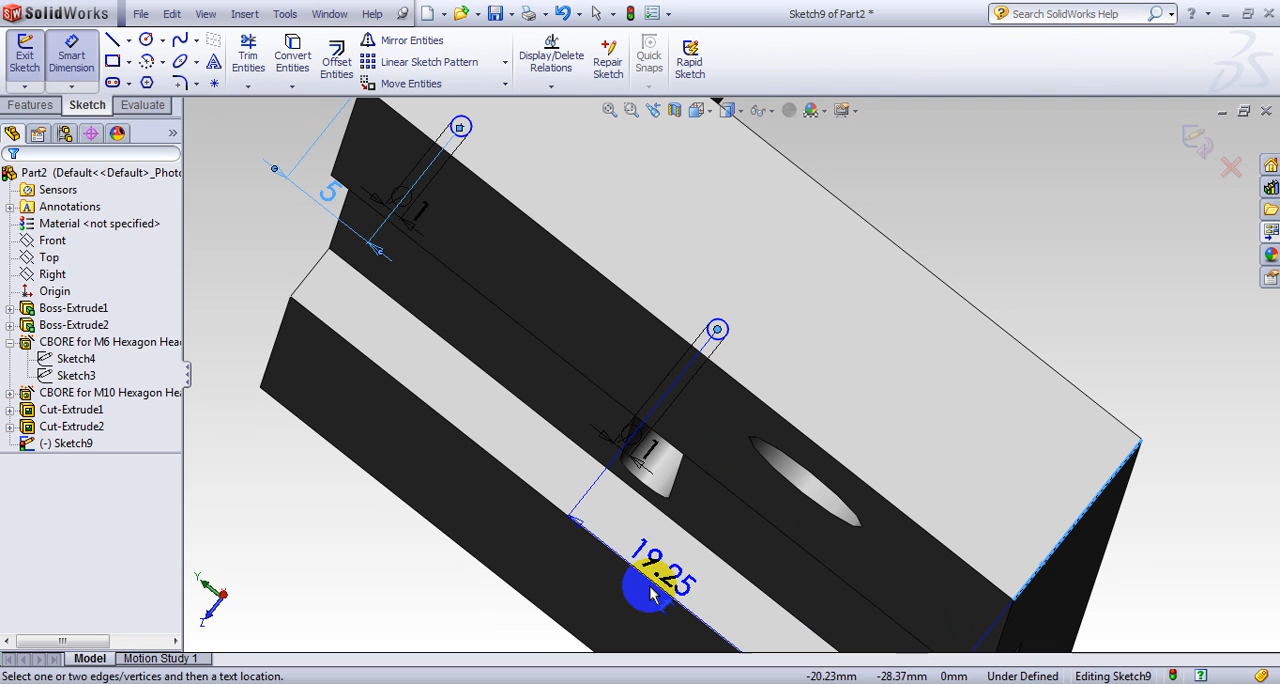 SolidWorks File Edit View Insert Tools Window Help Sketch9 of Part2 * Search SolidWorks Help
Exit Sketch
Smart Dimension
Trim Entities
Convert Entities
Offset Entities
Mirror Entities
Linear Sketch Pattern
Move Entities
Display/Delete Relations
Repair Sketch
Quick Snaps
Rapid Sketch
Features Sketch Evaluate
Part2 (Default<<Default>_Photo
Sensors
Annotations
Material <not specified>
Front
Top
Right
Origin
Boss-Extrude1
Boss-Extrude2
CBORE for M6 Hexagon Hea
Sketch4
Sketch3
CBORE for M10 Hexagon Hea
Cut-Extrude1
Cut-Extrude2
(-) Sketch9
5
1
1
19.25
Y
Z
Model Motion Study 1
Select one or two edges/vertices and then a text location. -20.23mm -28.37mm 0mm Under Defined Editing Sketch9